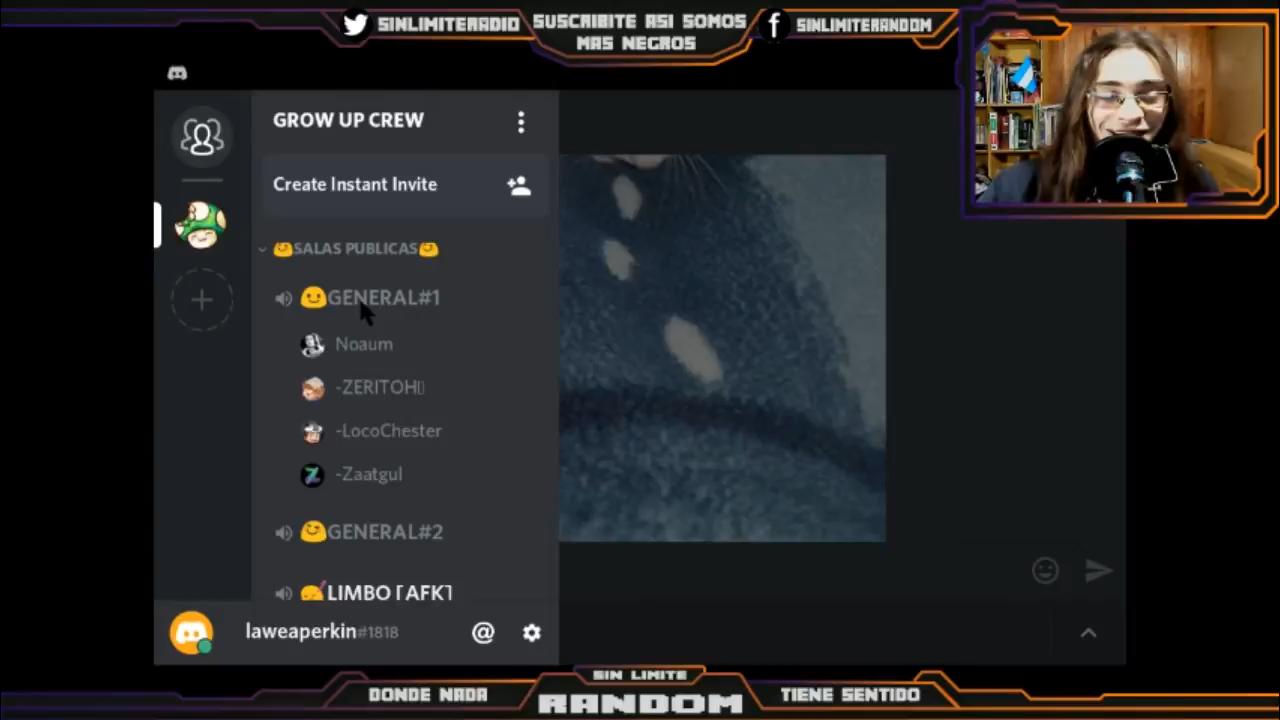 SINLIMITERADIO
SUSCRIBITE ASI SOMOS
MAS NEGROS
SINLIMITERANDOM
GROW UP CREW
Create Instant Invite
SALAS PUBLICAS
GENERAL#1
Noaum
-ZERITOH
-LocoChester
-Zaatgul
GENERAL#2
LIMBO [AFK]
laweaperkin#1818
DONDE NADA
SIN LIMITE
RANDOM
TIENE SENTIDO